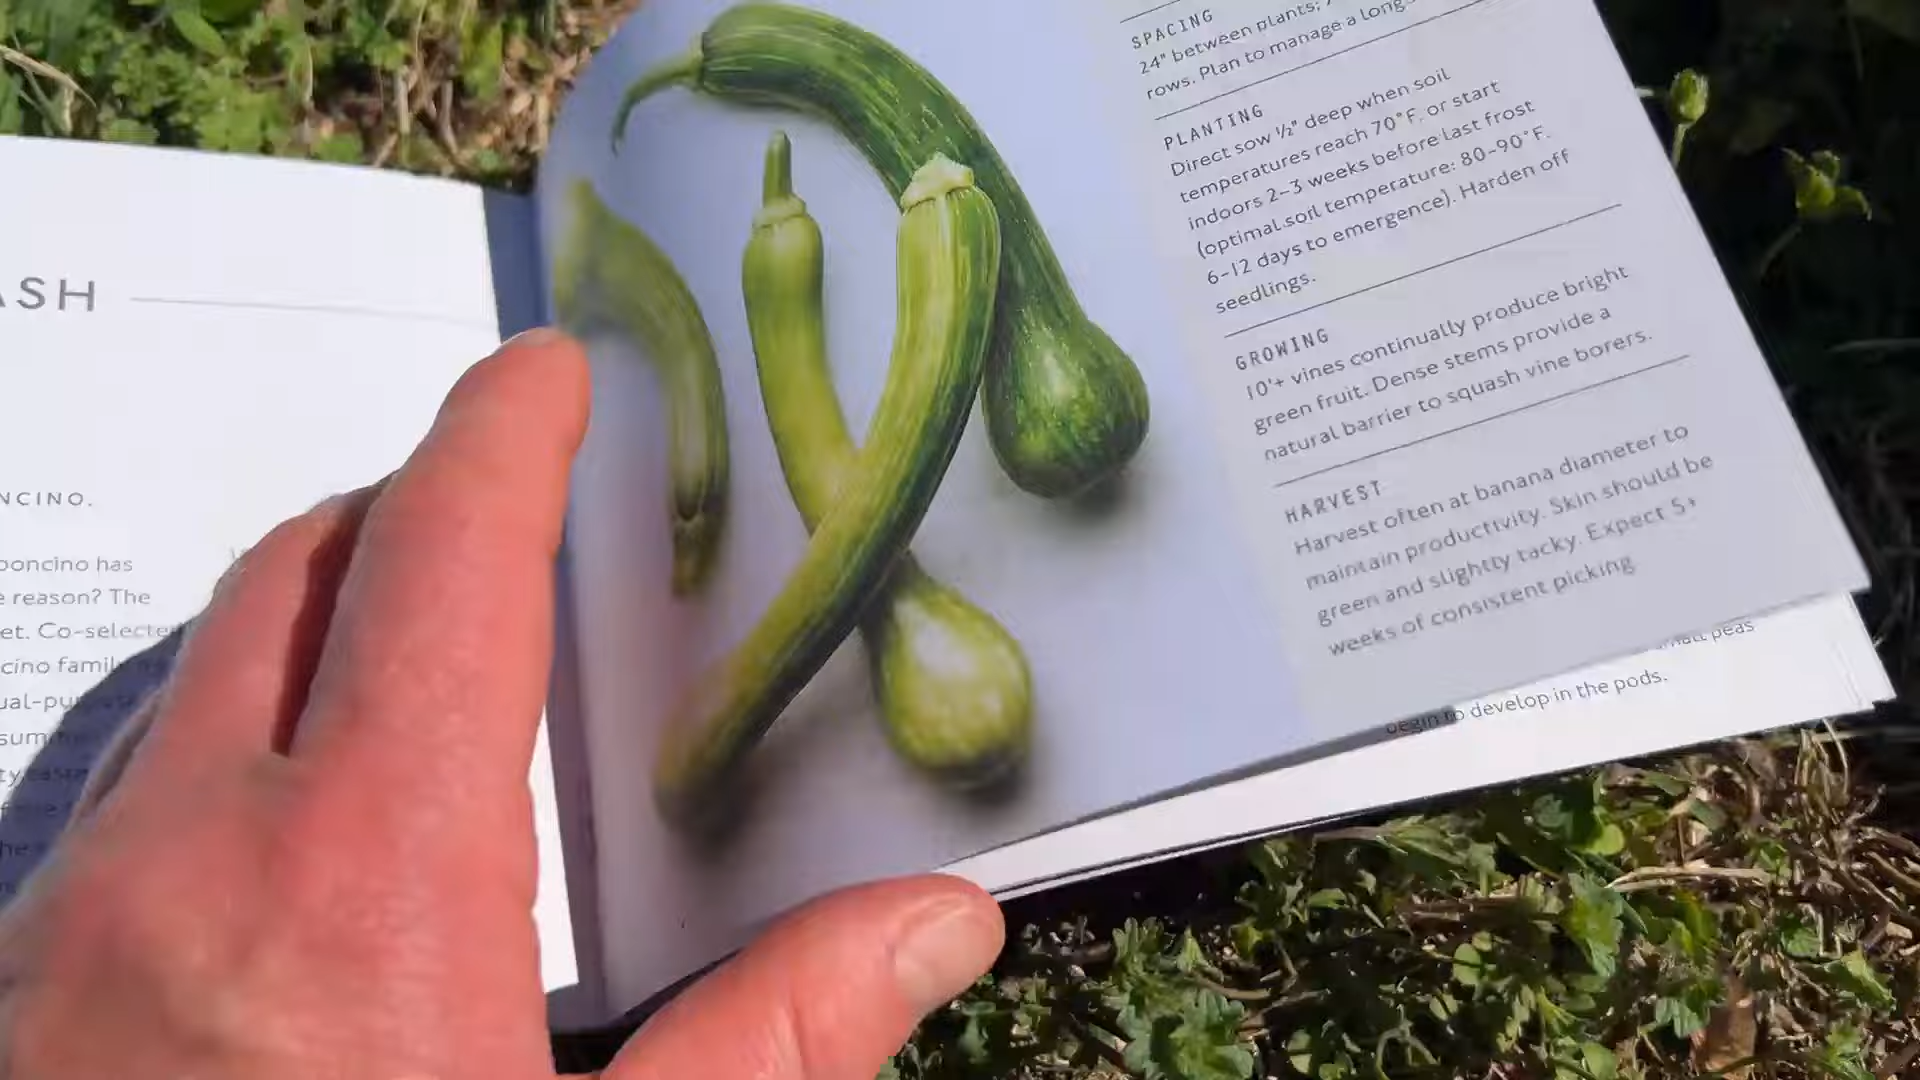 ASH
NCINO.
oncino has
e reason? The
et. Co-selected
cino family
ual-pu
summ
SPACING
24" between plants;
rows. Plan to manage a long
PLANTING
Direct sow ½" deep when soil
temperatures reach 70°F. or start
indoors 2–3 weeks before last frost
(optimal soil temperature: 80–90°F.
6–12 days to emergence). Harden off
seedlings.
GROWING
10'+ vines continually produce bright
green fruit. Dense stems provide a
natural barrier to squash vine borers.
HARVEST
Harvest often at banana diameter to
maintain productivity. Skin should be
green and slightly tacky. Expect 5+
weeks of consistent picking.
peas
begin to develop in the pods.